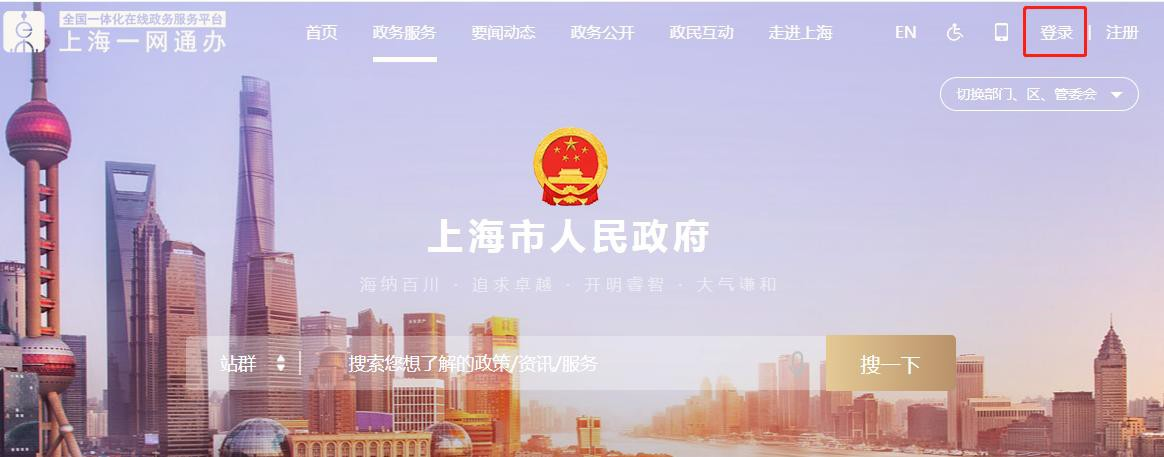 全国一体化在线政务服务平台
上海一网通办
首页 政务服务 要闻动态 政务公开 政民互动 走进上海 EN 登录 注册
切换部门、区、管委会
上海市人民政府
海纳百川 · 追求卓越 · 开明睿智 · 大气谦和
站群 搜索您想了解的政策/资讯/服务 搜一下